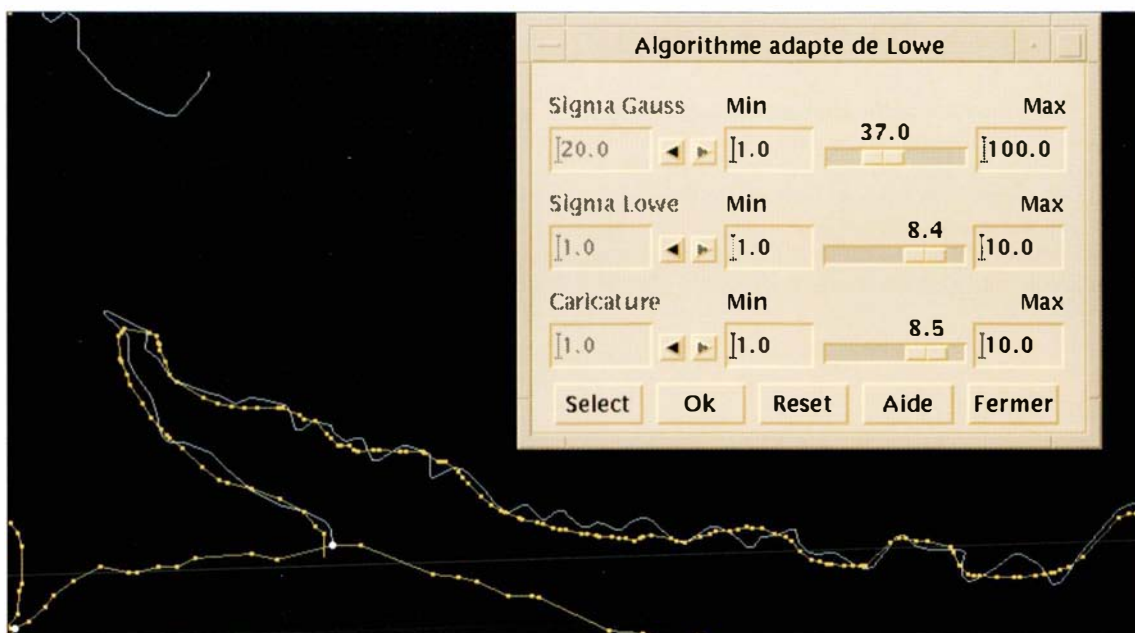 Algorithme adapte de Lowe
Sigma Gauss Min Max
20.0 1.0 37.0 100.0
Sigma Lowe Min Max
1.0 1.0 8.4 10.0
Caricature Min Max
1.0 1.0 8.5 10.0
Select Ok Reset Aide Fermer